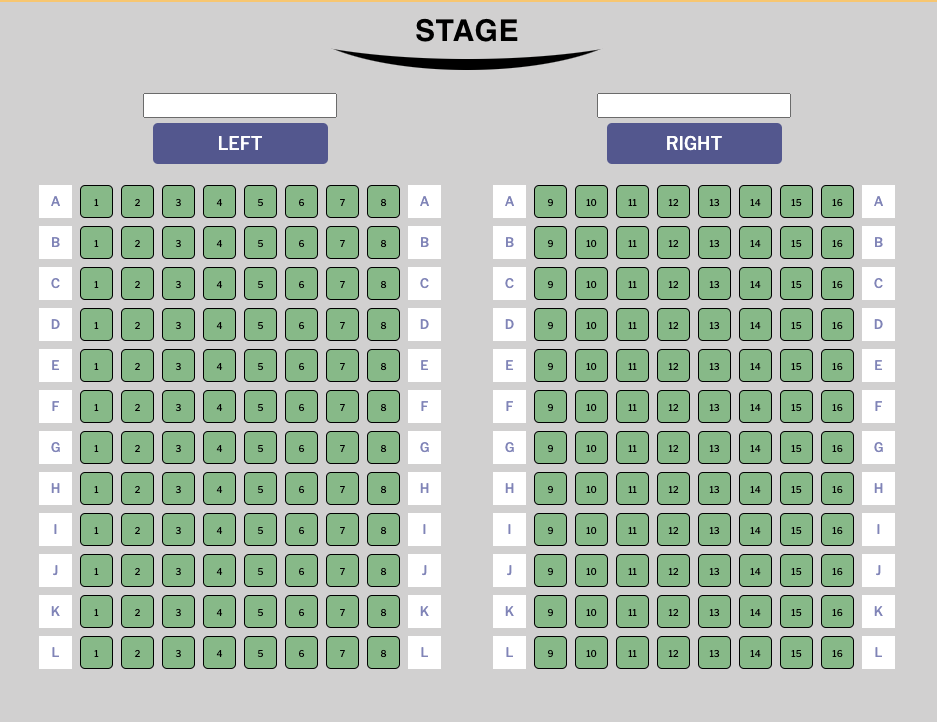 STAGE
LEFT RIGHT
A 1 2 3 4 5 6 7 8 A A 9 10 11 12 13 14 15 16 A
B 1 2 3 4 5 6 7 8 B B 9 10 11 12 13 14 15 16 B
C 1 2 3 4 5 6 7 8 C C 9 10 11 12 13 14 15 16 C
D 1 2 3 4 5 6 7 8 D D 9 10 11 12 13 14 15 16 D
E 1 2 3 4 5 6 7 8 E E 9 10 11 12 13 14 15 16 E
F 1 2 3 4 5 6 7 8 F F 9 10 11 12 13 14 15 16 F
G 1 2 3 4 5 6 7 8 G G 9 10 11 12 13 14 15 16 G
H 1 2 3 4 5 6 7 8 H H 9 10 11 12 13 14 15 16 H
I 1 2 3 4 5 6 7 8 I I 9 10 11 12 13 14 15 16 I
J 1 2 3 4 5 6 7 8 J J 9 10 11 12 13 14 15 16 J
K 1 2 3 4 5 6 7 8 K K 9 10 11 12 13 14 15 16 K
L 1 2 3 4 5 6 7 8 L L 9 10 11 12 13 14 15 16 L